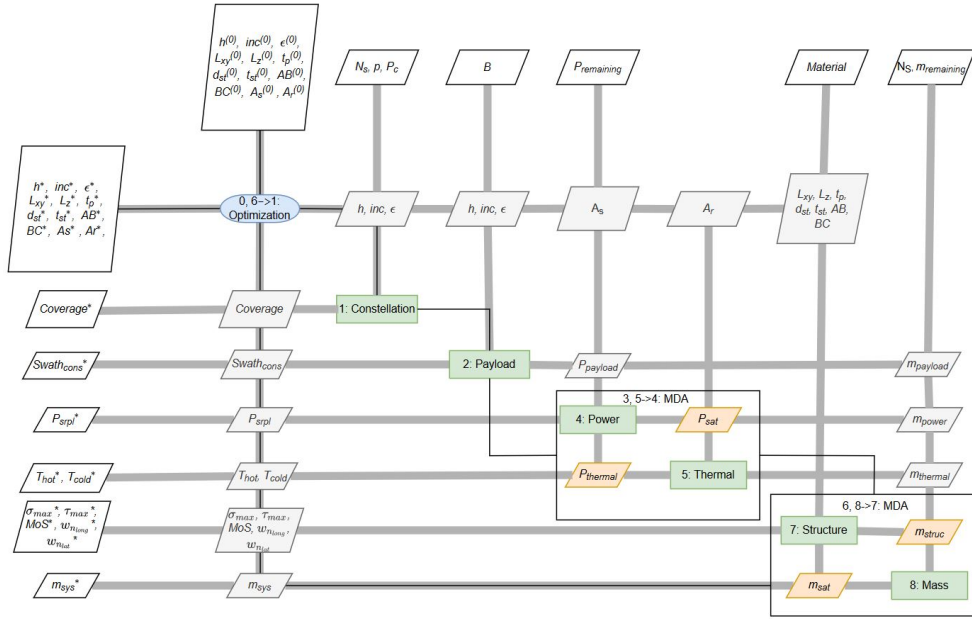 h(0), inc(0), ϵ(0),
Lxy(0), Lz(0), tp(0),
dst(0), tst(0), AB(0),
BC(0), As(0), Ar(0)
Ns, p, Pc
B
Premaining
Material
NS, mremaining
h*, inc*, ϵ*,
Lxy*, Lz*, tp*,
dst*, tst*, AB*,
BC*, As*, Ar*,
0, 6->1:
Optimization
h, inc, ϵ
h, inc, ϵ
As
Ar
Lxy, Lz, tp,
dst, tst, AB,
BC
Coverage*
Coverage
1: Constellation
Swathcons*
Swathcons
2: Payload
Ppayload
mpayload
3, 5->4: MDA
Psrpl*
Psrpl
4: Power
Psat
mpower
Thot*, Tcold*
Thot, Tcold
Pthermal
5: Thermal
mthermal
6, 8->7: MDA
σmax*, τmax*,
MoS*, wnlong*,
wnlat*
σmax, τmax,
MoS, wnlong,
wnlat
7: Structure
mstruc
msys*
msys
msat
8: Mass